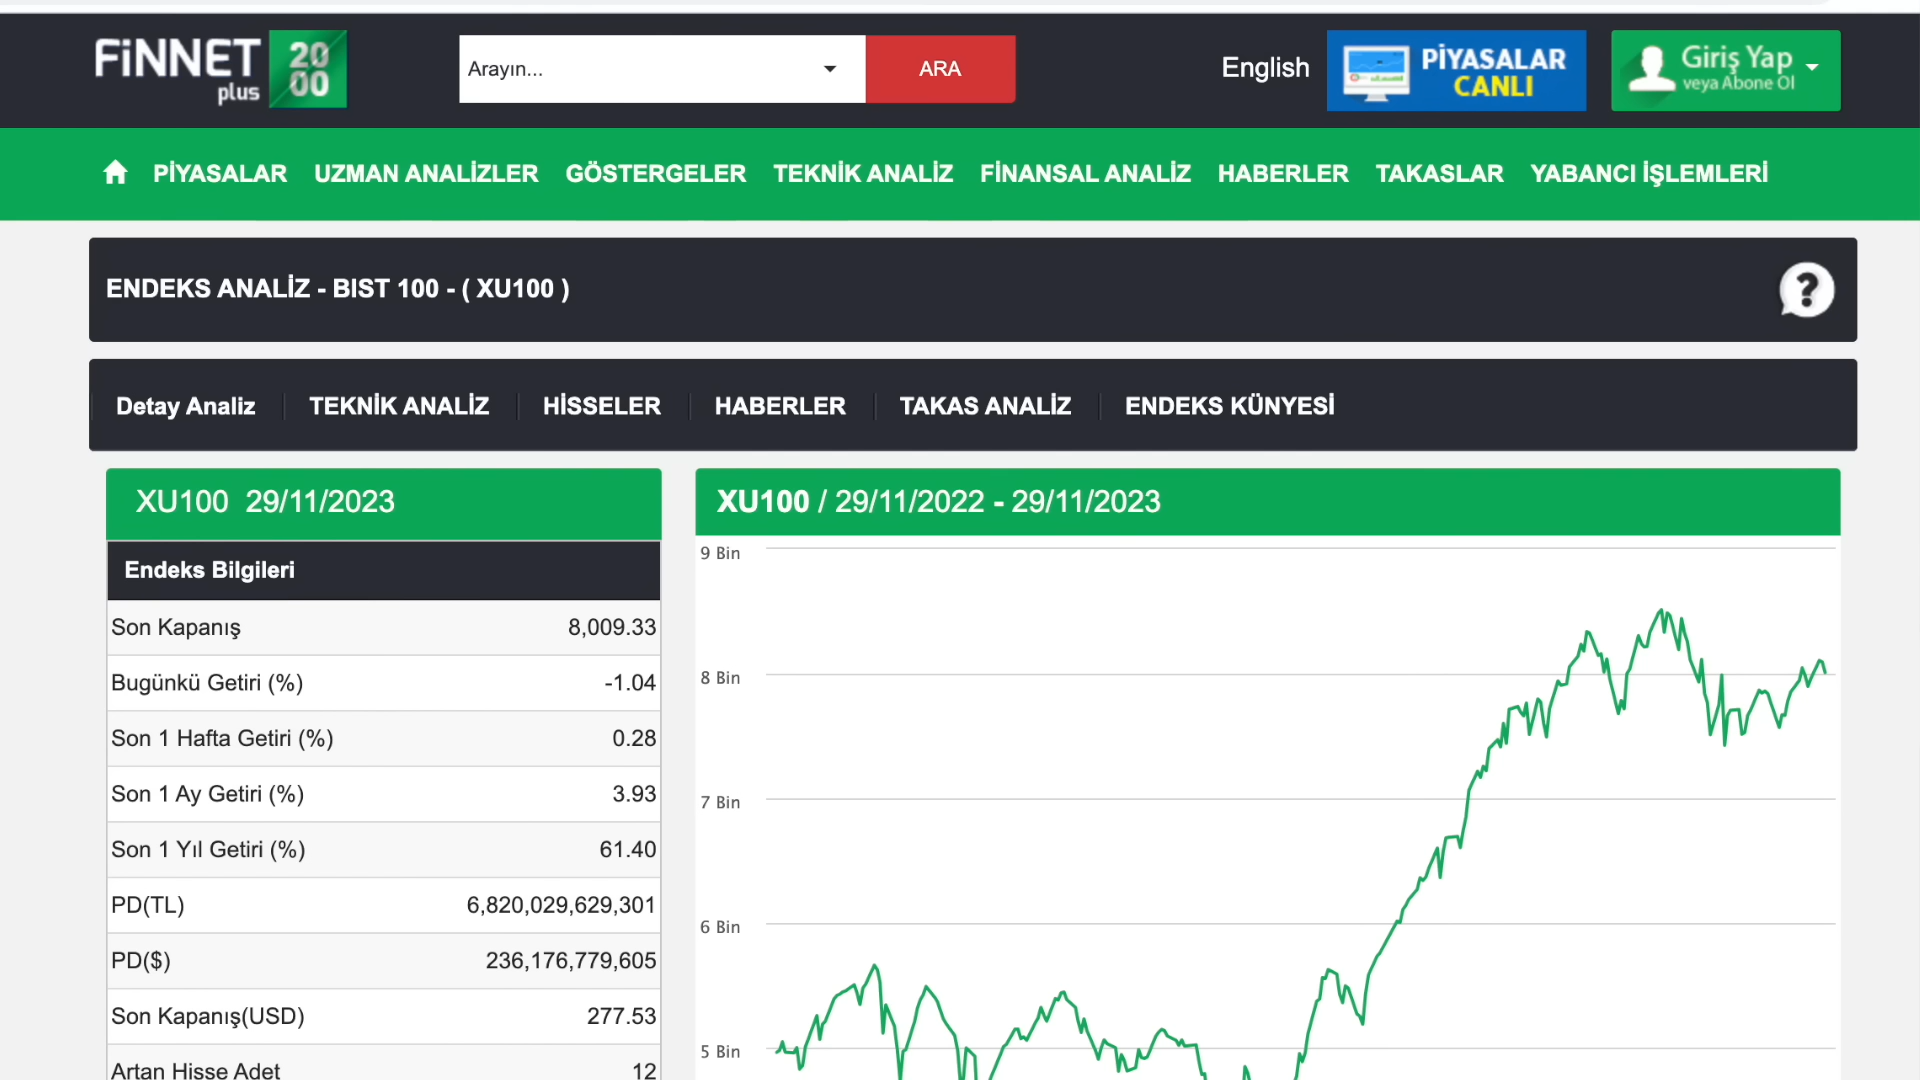 FiNNET
plus
20
00
Arayın...
ARA
English
PİYASALAR
CANLI
Giriş Yap
veya Abone Ol
PİYASALAR UZMAN ANALİZLER GÖSTERGELER TEKNİK ANALİZ FİNANSAL ANALİZ HABERLER TAKASLAR YABANCI İŞLEMLERİ
ENDEKS ANALİZ - BIST 100 - ( XU100 )
?
Detay Analiz TEKNİK ANALİZ HİSSELER HABERLER TAKAS ANALİZ ENDEKS KÜNYESİ
XU100 29/11/2023
Endeks Bilgileri
Son Kapanış 8,009.33
Bugünkü Getiri (%) -1.04
Son 1 Hafta Getiri (%) 0.28
Son 1 Ay Getiri (%) 3.93
Son 1 Yıl Getiri (%) 61.40
PD(TL) 6,820,029,629,301
PD($) 236,176,779,605
Son Kapanış(USD) 277.53
Artan Hisse Adet 12
XU100 / 29/11/2022 - 29/11/2023
9 Bin
8 Bin
7 Bin
6 Bin
5 Bin